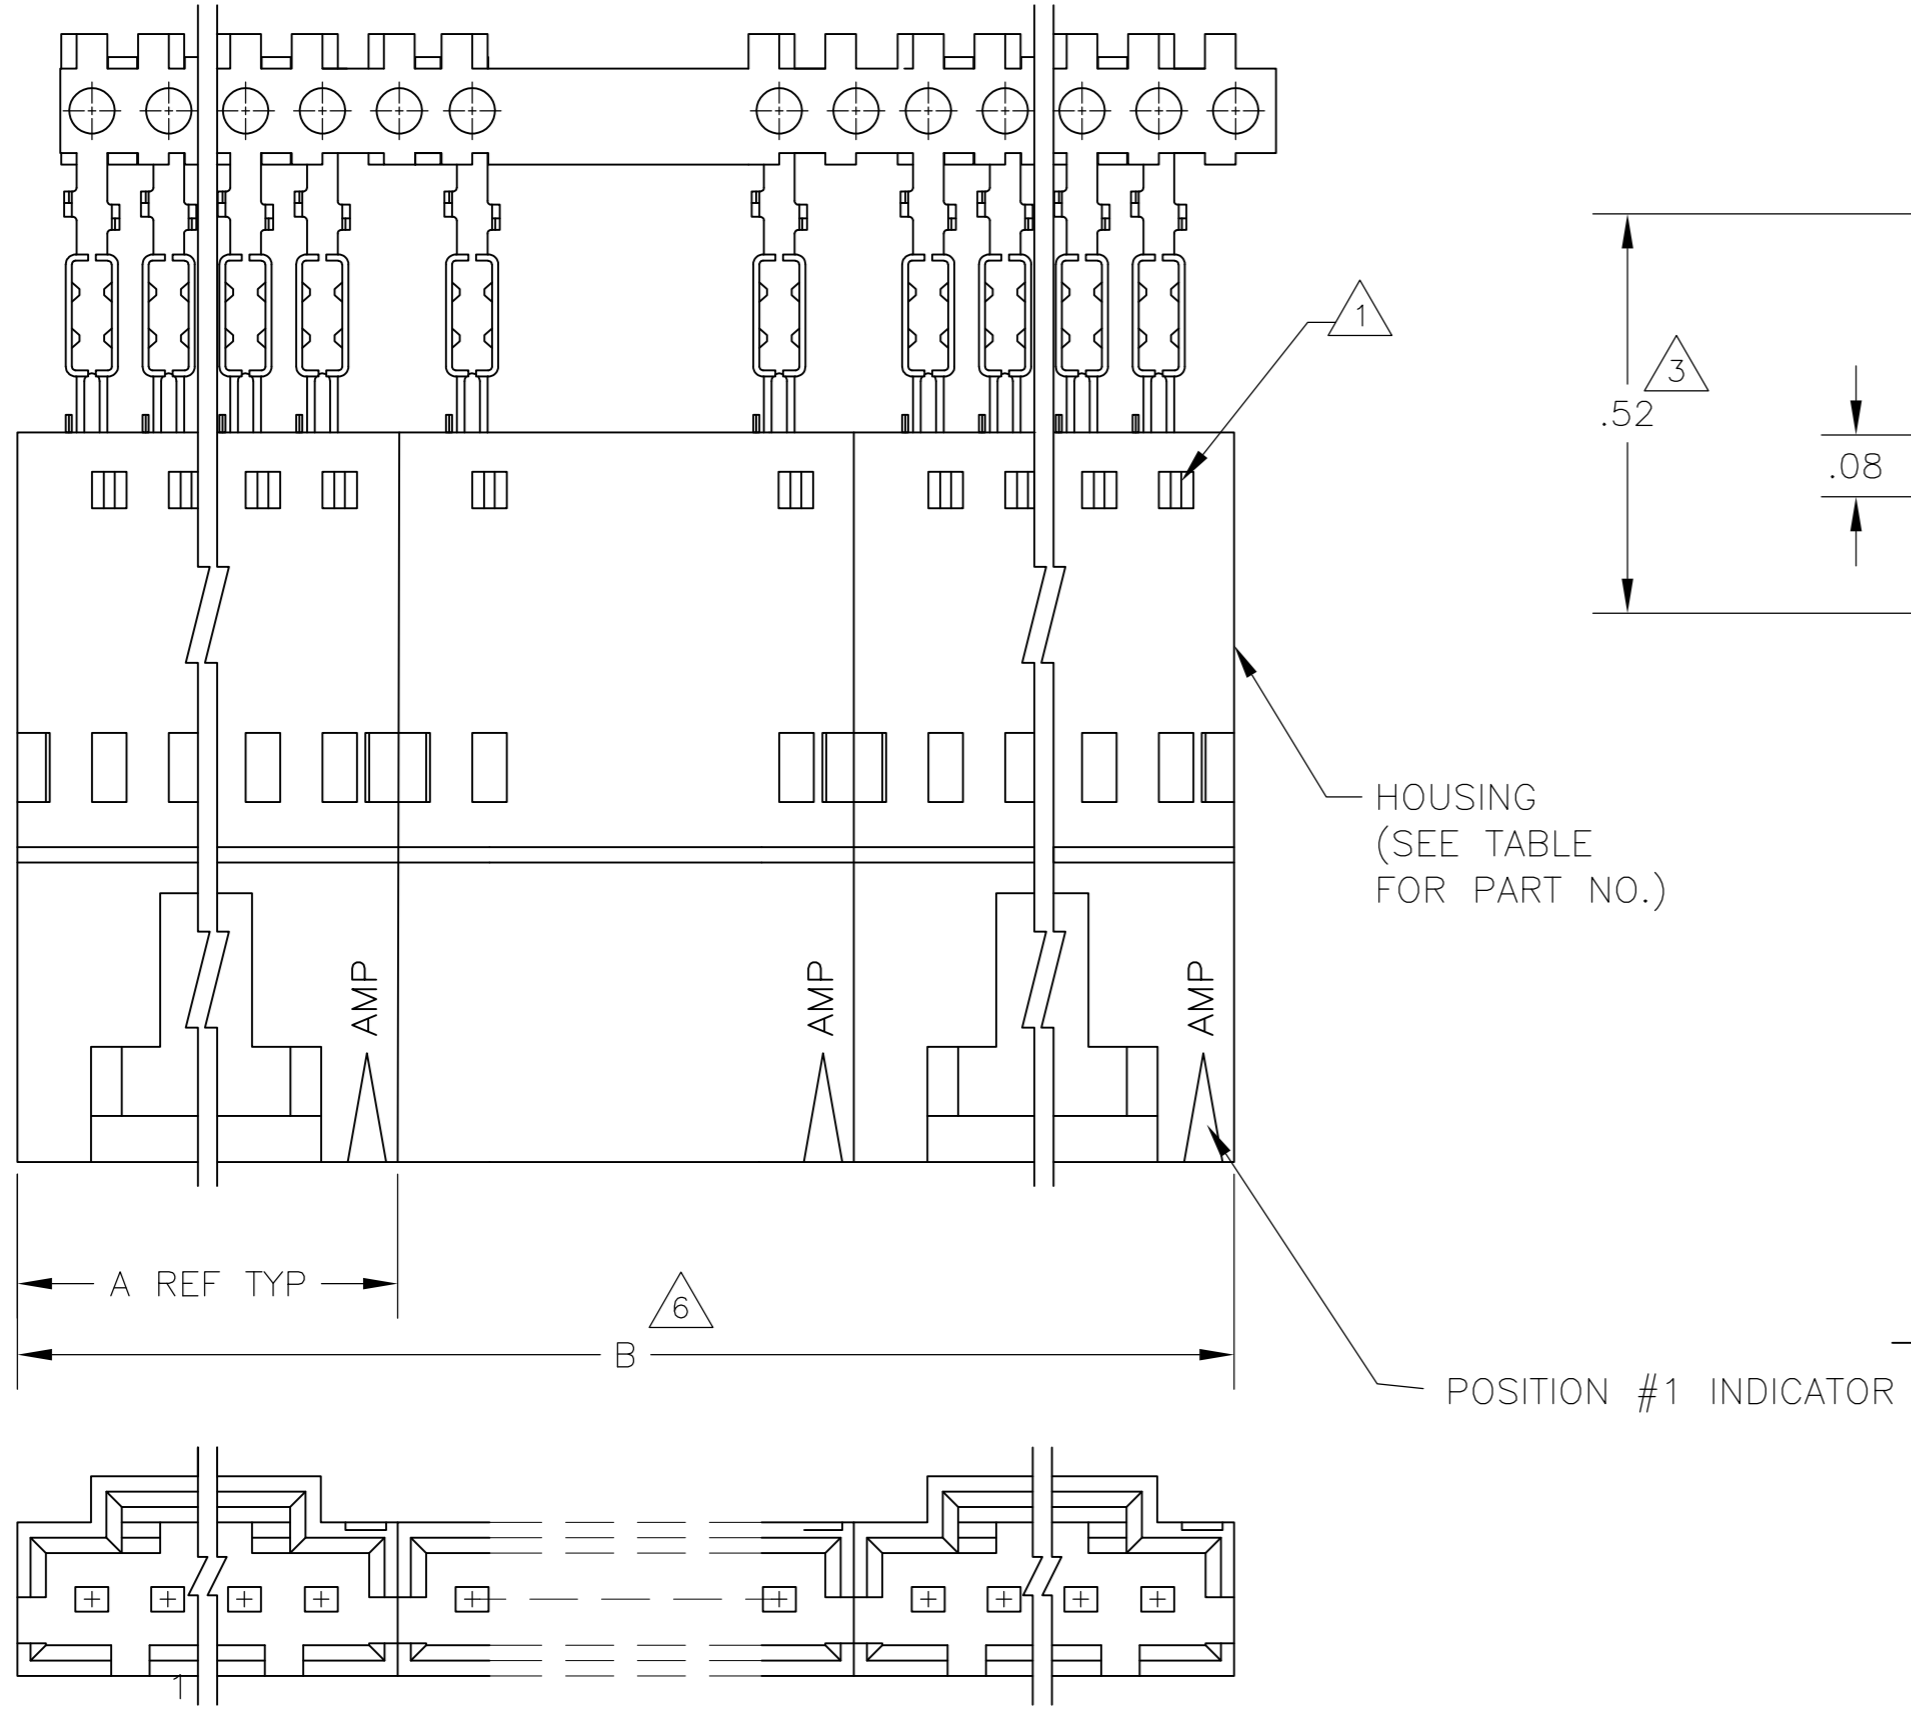 1
3
.52
.08
HOUSING
(SEE TABLE
FOR PART NO.)
AMP
AMP
AMP
A REF TYP
6
B
POSITION #1 INDICATOR
1